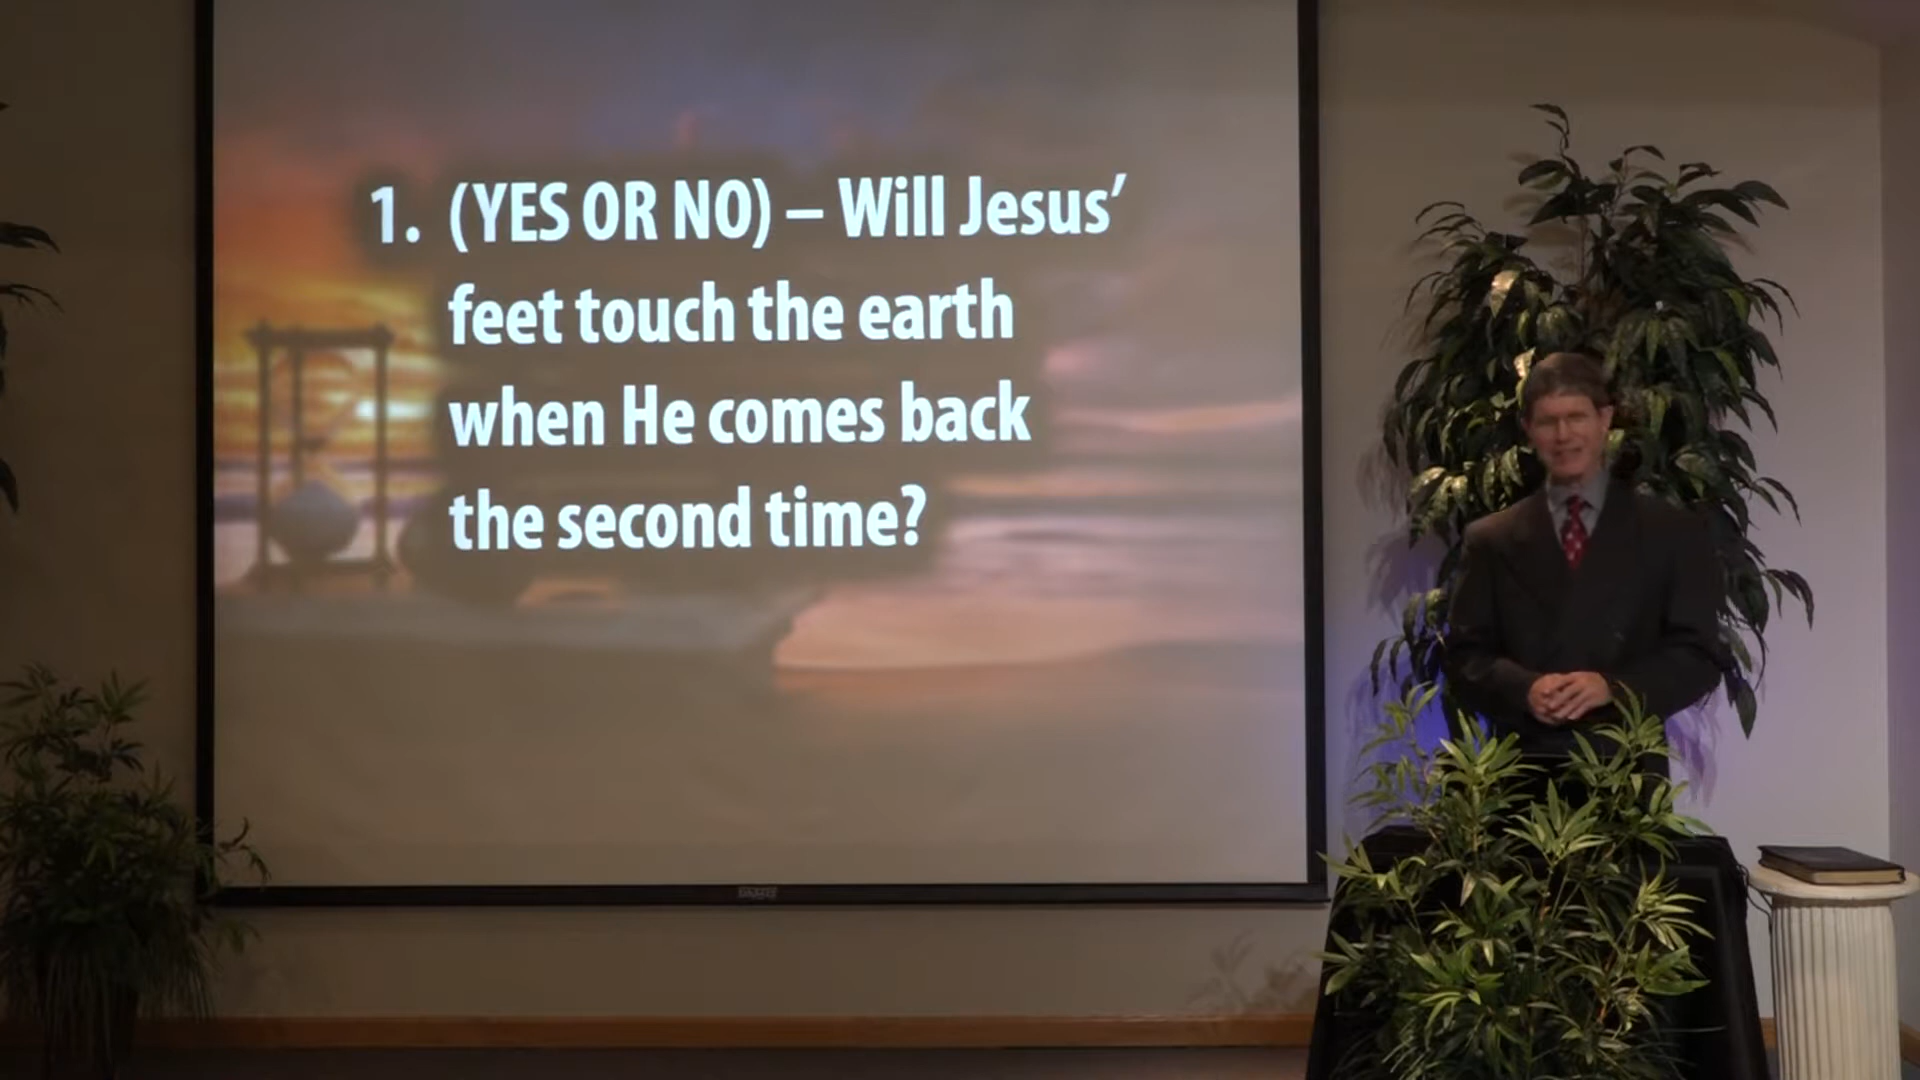 1. (YES OR NO) – Will Jesus’
feet touch the earth
when He comes back
the second time?